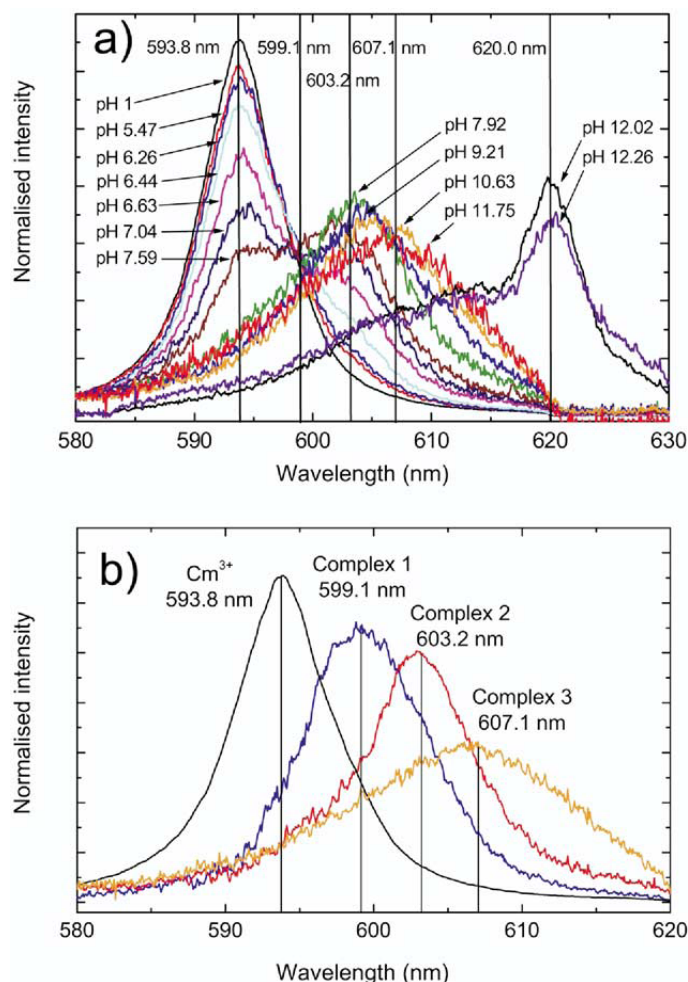 a)
593.8 nm
599.1 nm
607.1 nm
620.0 nm
603.2 nm
pH 1
pH 5.47
pH 6.26
pH 6.44
pH 6.63
pH 7.04
pH 7.59
pH 7.92
pH 9.21
pH 10.63
pH 11.75
pH 12.02
pH 12.26
Normalised intensity
580
590
600
610
620
630
Wavelength (nm)
b)
Cm³⁺
593.8 nm
Complex 1
599.1 nm
Complex 2
603.2 nm
Complex 3
607.1 nm
Normalised intensity
580
590
600
610
620
Wavelength (nm)